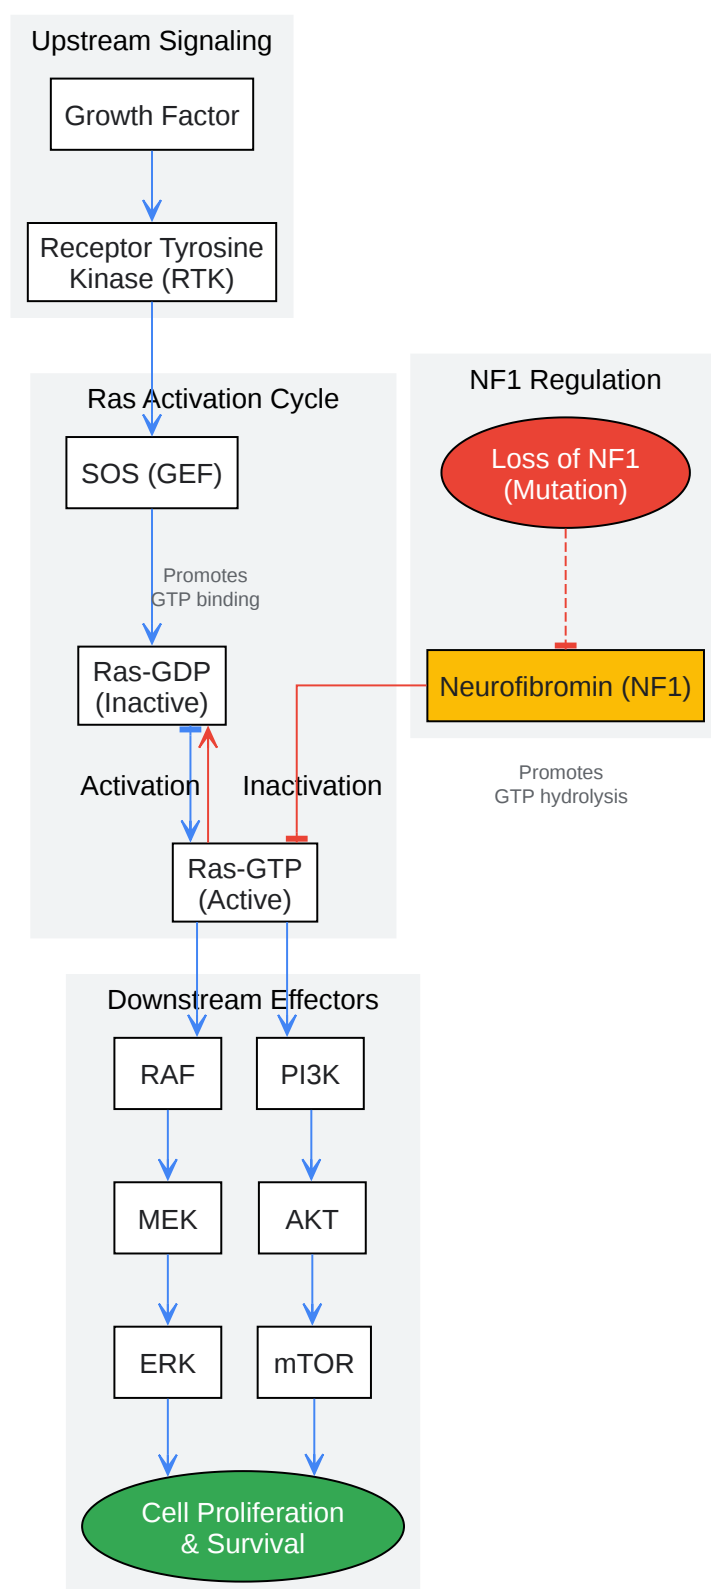 Upstream Signaling
Growth Factor
Receptor Tyrosine
Kinase (RTK)
Ras Activation Cycle
SOS (GEF)
Promotes
GTP binding
Ras-GDP
(Inactive)
Activation
Inactivation
Ras-GTP
(Active)
NF1 Regulation
Loss of NF1
(Mutation)
Neurofibromin (NF1)
Promotes
GTP hydrolysis
Downstream Effectors
RAF
PI3K
MEK
AKT
ERK
mTOR
Cell Proliferation
& Survival